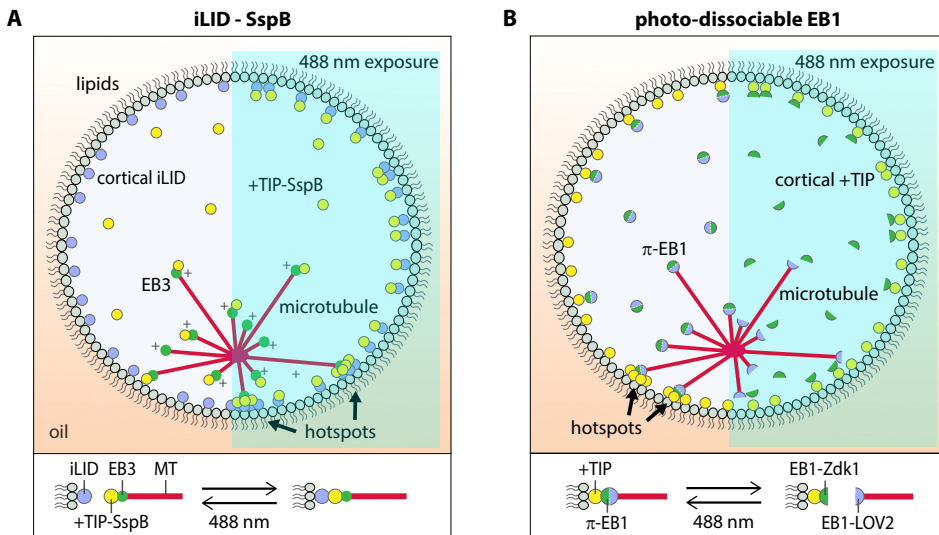 A
iLID - SspB
488 nm exposure
lipids
cortical iLID
+TIP-SspB
EB3
+
+
microtubule
+
+
+
+
+
+
+
hotspots
oil
iLID
EB3
MT
+TIP-SspB
488 nm
B
photo-dissociable EB1
488 nm exposure
cortical +TIP
π-EB1
microtubule
hotspots
+TIP
π-EB1
488 nm
EB1-Zdk1
EB1-LOV2